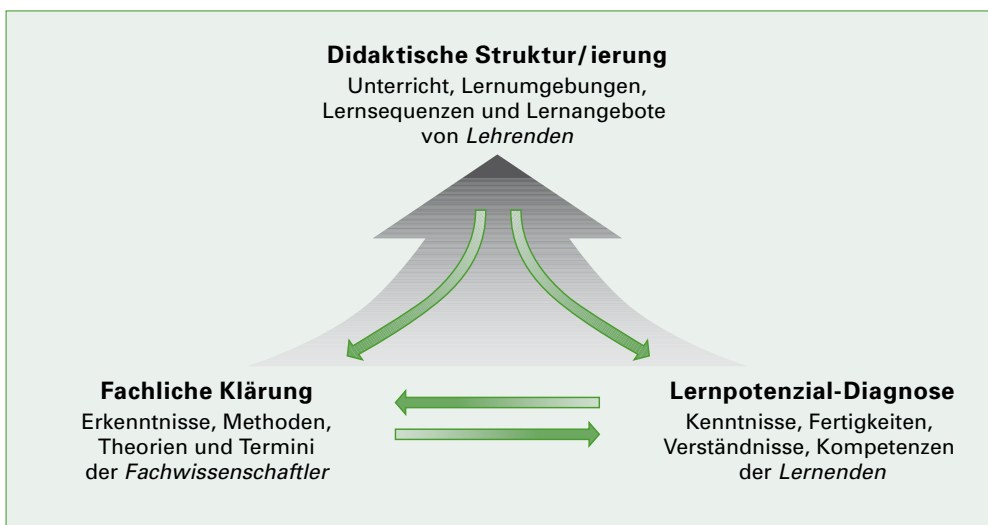 Didaktische Struktur/ierung
Unterricht, Lernumgebungen,
Lernsequenzen und Lernangebote
von Lehrenden
Fachliche Klärung
Erkenntnisse, Methoden,
Theorien und Termini
der Fachwissenschaftler
Lernpotenzial-Diagnose
Kenntnisse, Fertigkeiten,
Verständnisse, Kompetenzen
der Lernenden